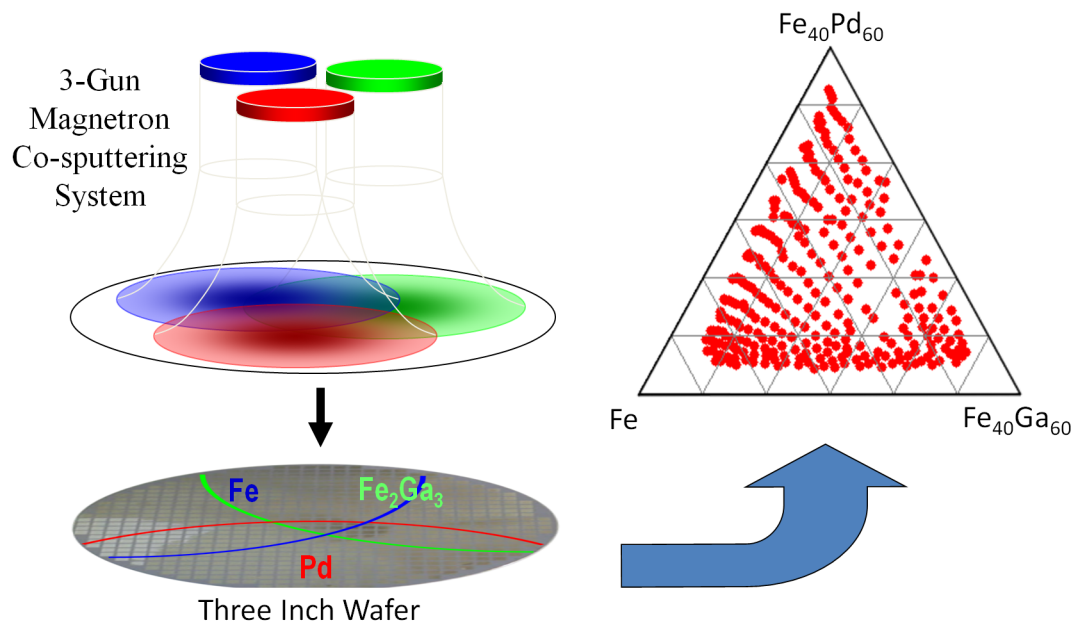 3-Gun
Magnetron
Co-sputtering
System
Fe₄₀Pd₆₀
Fe
Fe₄₀Ga₆₀
Fe
Fe₂Ga₃
Pd
Three Inch Wafer